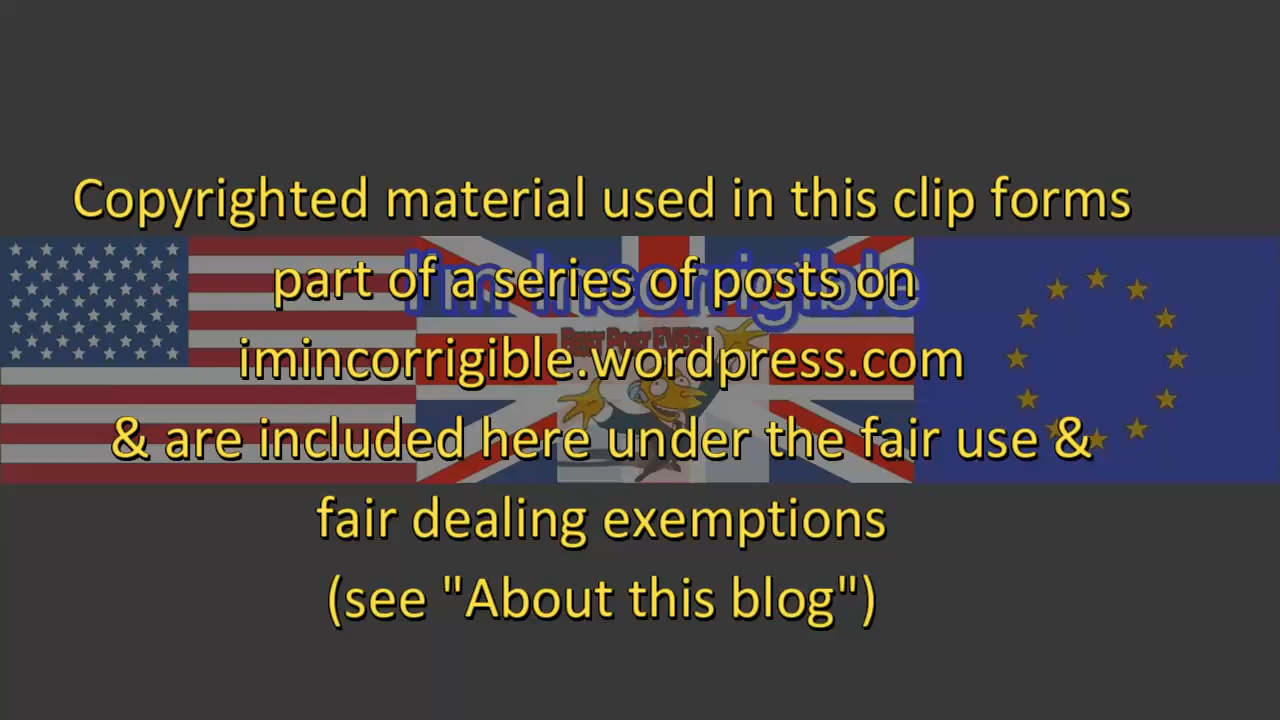 Copyrighted material used in this clip forms
part of a series of posts on
I'm Incorrigible
imincorrigible.wordpress.com
& are included here under the fair use &
fair dealing exemptions
(see "About this blog")